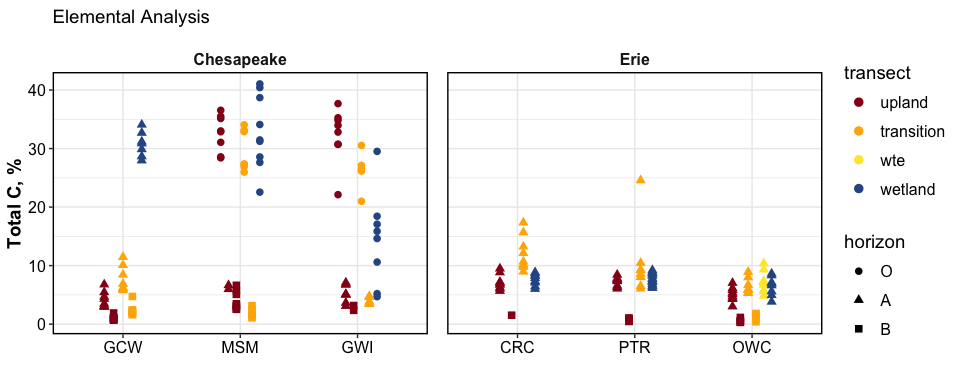 Elemental Analysis
Chesapeake
Erie
Total C, %
40
30
20
10
0
GCW
MSM
GWI
CRC
PTR
OWC
transect
upland
transition
wte
wetland
horizon
O
A
B